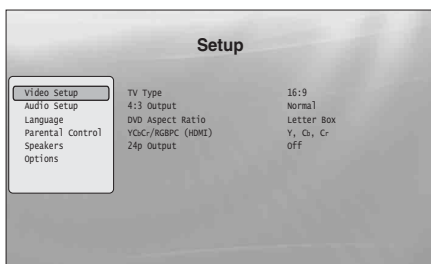 Setup
Video Setup
Audio Setup
Language
Parental Control
Speakers
Options
TV Type 16:9
4:3 Output Normal
DVD Aspect Ratio Letter Box
YCbCr/RGBPC (HDMI) Y, Cb, Cr
24p Output Off